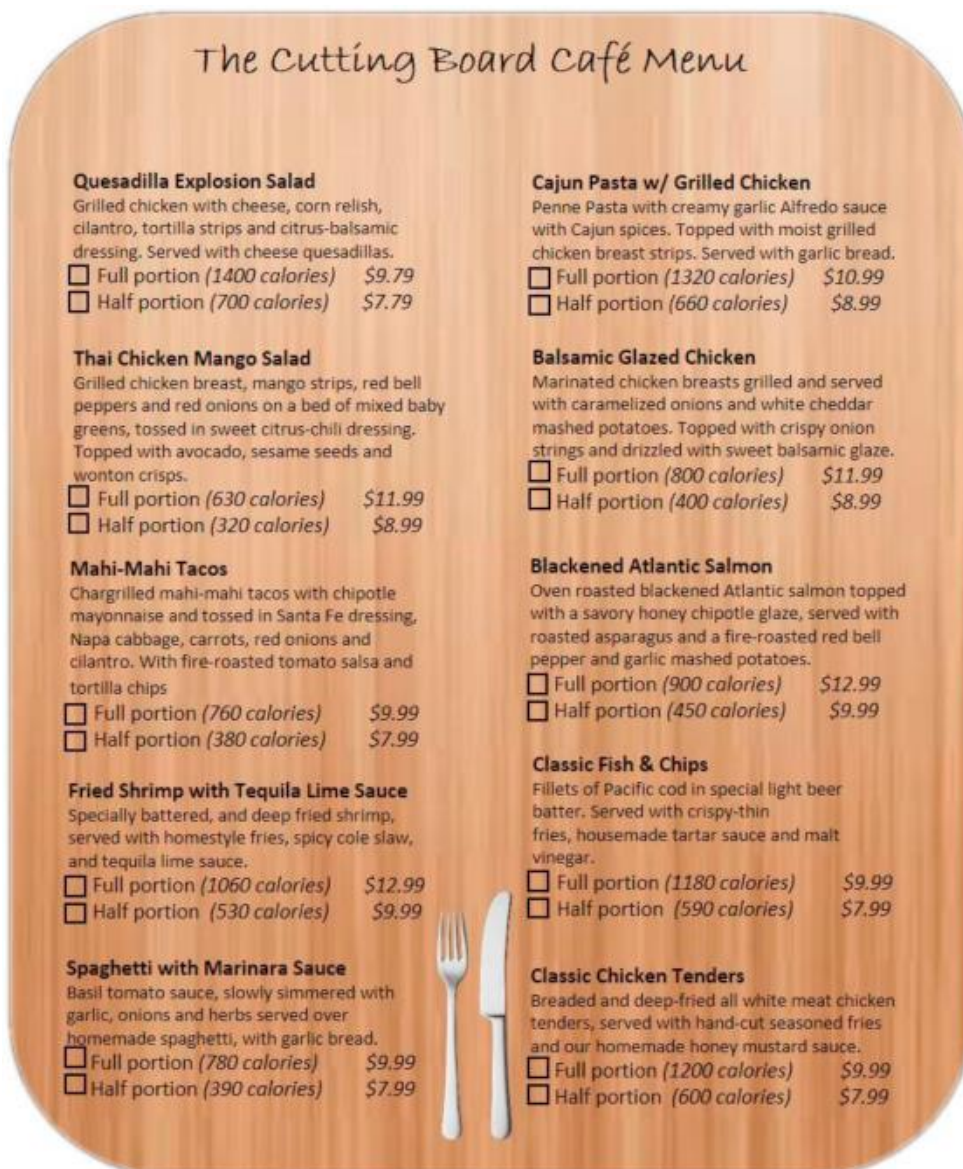 The Cutting Board Café Menu
Quesadilla Explosion Salad
Grilled chicken with cheese, corn relish,
cilantro, tortilla strips and citrus-balsamic
dressing. Served with cheese quesadillas.
Full portion (1400 calories) $9.79
Half portion (700 calories) $7.79
Thai Chicken Mango Salad
Grilled chicken breast, mango strips, red bell
peppers and red onions on a bed of mixed baby
greens, tossed in sweet citrus-chili dressing.
Topped with avocado, sesame seeds and
wonton crisps.
Full portion (630 calories) $11.99
Half portion (320 calories) $8.99
Mahi-Mahi Tacos
Chargrilled mahi-mahi tacos with chipotle
mayonnaise and tossed in Santa Fe dressing,
Napa cabbage, carrots, red onions and
cilantro. With fire-roasted tomato salsa and
tortilla chips
Full portion (760 calories) $9.99
Half portion (380 calories) $7.99
Fried Shrimp with Tequila Lime Sauce
Specially battered, and deep fried shrimp,
served with homestyle fries, spicy cole slaw,
and tequila lime sauce.
Full portion (1060 calories) $12.99
Half portion (530 calories) $9.99
Spaghetti with Marinara Sauce
Basil tomato sauce, slowly simmered with
garlic, onions and herbs served over
homemade spaghetti, with garlic bread.
Full portion (780 calories) $9.99
Half portion (390 calories) $7.99
Cajun Pasta w/ Grilled Chicken
Penne Pasta with creamy garlic Alfredo sauce
with Cajun spices. Topped with moist grilled
chicken breast strips. Served with garlic bread.
Full portion (1320 calories) $10.99
Half portion (660 calories) $8.99
Balsamic Glazed Chicken
Marinated chicken breasts grilled and served
with caramelized onions and white cheddar
mashed potatoes. Topped with crispy onion
strings and drizzled with sweet balsamic glaze.
Full portion (800 calories) $11.99
Half portion (400 calories) $8.99
Blackened Atlantic Salmon
Oven roasted blackened Atlantic salmon topped
with a savory honey chipotle glaze, served with
roasted asparagus and a fire-roasted red bell
pepper and garlic mashed potatoes.
Full portion (900 calories) $12.99
Half portion (450 calories) $9.99
Classic Fish & Chips
Fillets of Pacific cod in special light beer
batter. Served with crispy-thin
fries, housemade tartar sauce and malt
vinegar.
Full portion (1180 calories) $9.99
Half portion (590 calories) $7.99
Classic Chicken Tenders
Breaded and deep-fried all white meat chicken
tenders, served with hand-cut seasoned fries
and our homemade honey mustard sauce.
Full portion (1200 calories) $9.99
Half portion (600 calories) $7.99